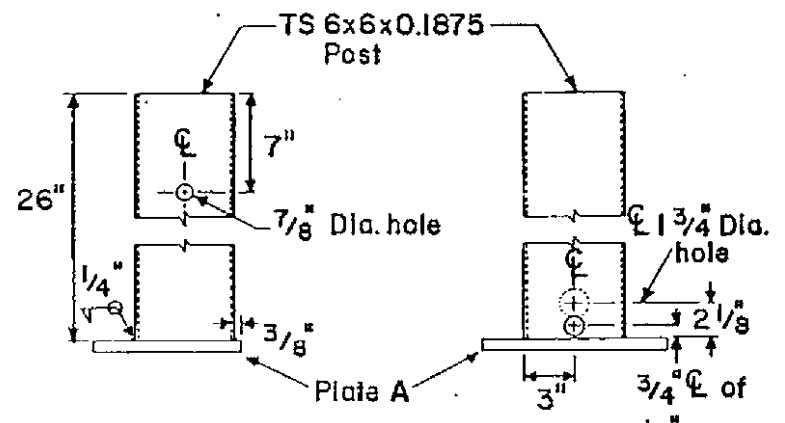 TS 6x6x0.1875
Post
26"
℄
7"
7/8" Dia. hole
1/4"
3/8"
Plate A
℄ 1 3/4" Dia.
hole
℄
2 1/8
3"
3/4" ℄ of